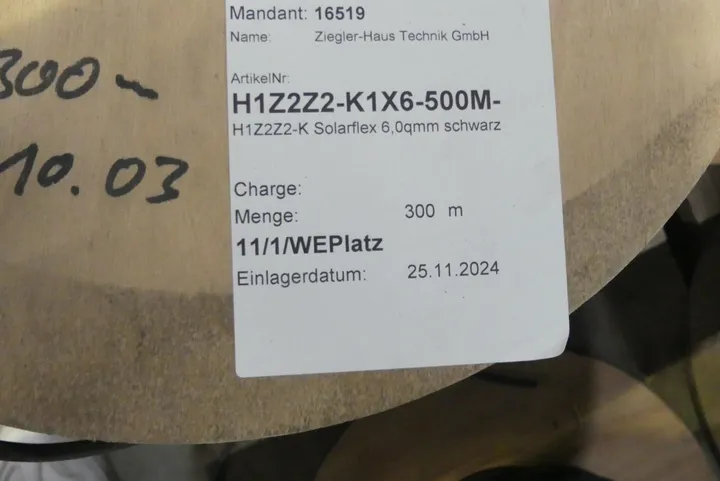 300 m
10.03
Mandant: 16519
Name: Ziegler-Haus Technik GmbH
ArtikelNr:
H1Z2Z2-K1X6-500M-
H1Z2Z2-K Solarflex 6,0qmm schwarz
Charge:
Menge: 300 m
11/1/WEPlatz
Einlagerdatum: 25.11.2024